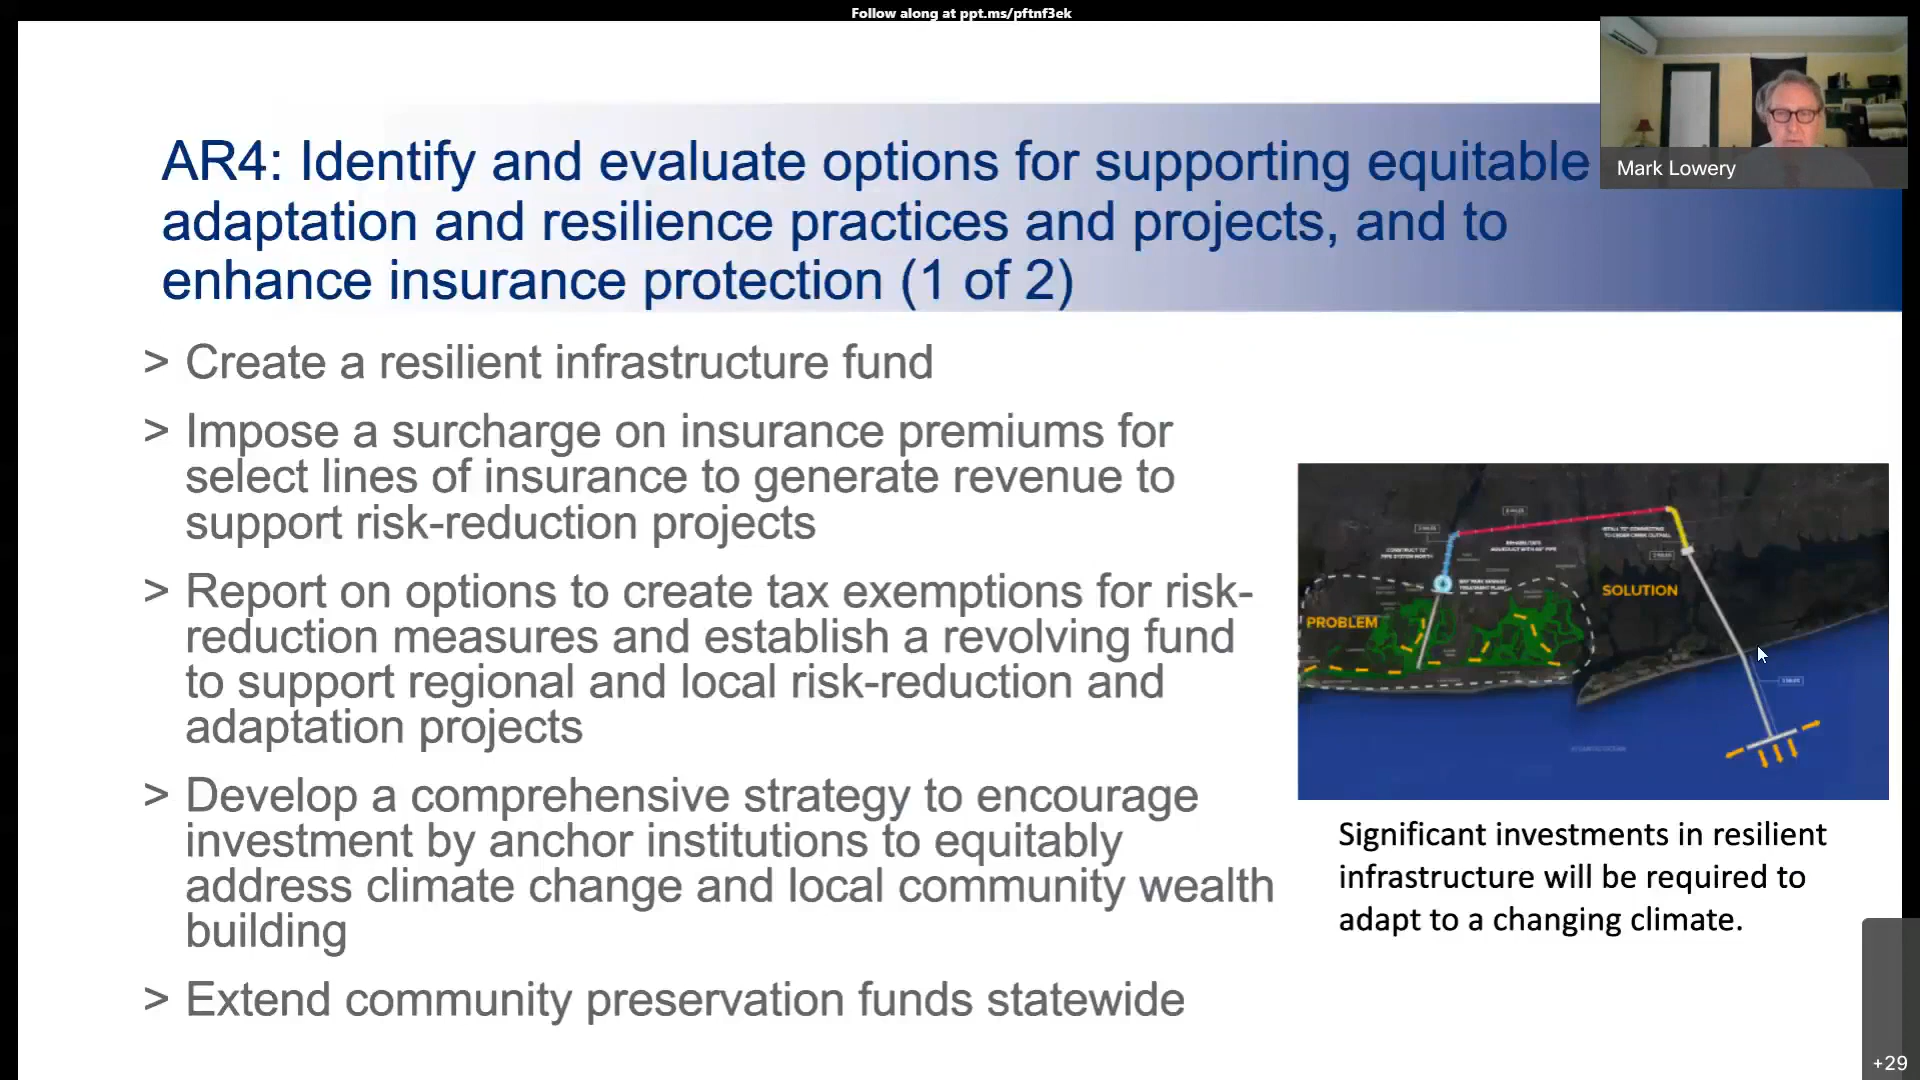 Follow along at ppt.ms/pftnf3ek
Mark Lowery
AR4: Identify and evaluate options for supporting equitable
adaptation and resilience practices and projects, and to
enhance insurance protection (1 of 2)
> Create a resilient infrastructure fund
> Impose a surcharge on insurance premiums for
select lines of insurance to generate revenue to
support risk-reduction projects
> Report on options to create tax exemptions for risk-
reduction measures and establish a revolving fund
to support regional and local risk-reduction and
adaptation projects
> Develop a comprehensive strategy to encourage
investment by anchor institutions to equitably
address climate change and local community wealth
building
> Extend community preservation funds statewide
PROBLEM
SOLUTION
ATLANTIC OCEAN
Significant investments in resilient
infrastructure will be required to
adapt to a changing climate.
+29